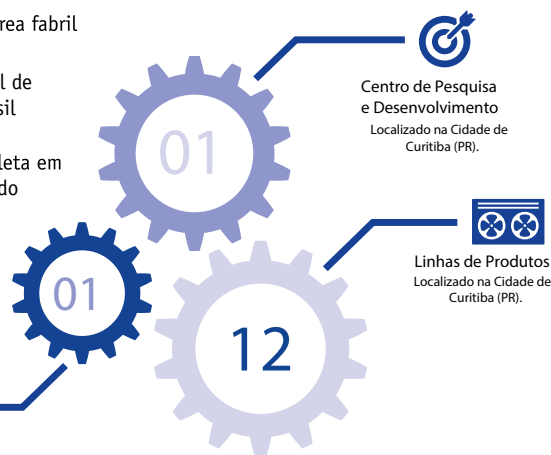 rea fabril
l de
sil
leta em
do
01
Centro de Pesquisa
e Desenvolvimento
Localizado na Cidade de
Curitiba (PR).
01
12
Linhas de Produtos
Localizado na Cidade de
Curitiba (PR).